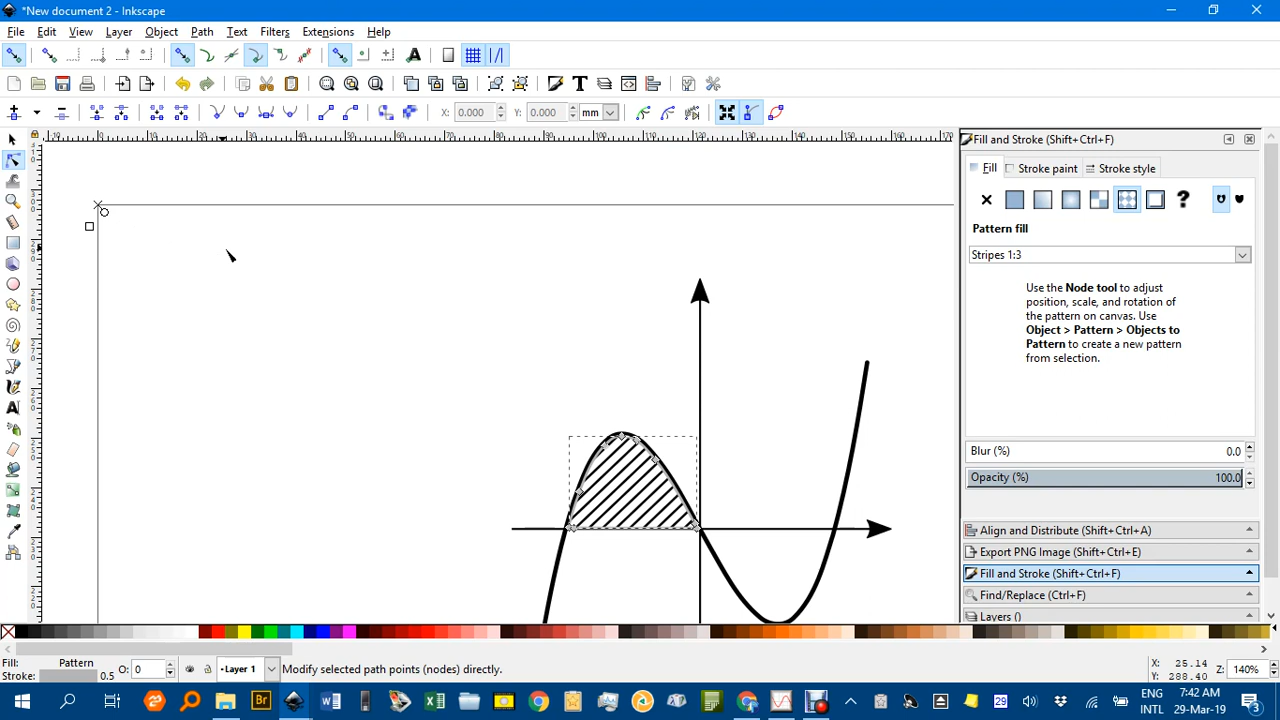 *New document 2 - Inkscape
File Edit View Layer Object Path Text Filters Extensions Help
X: 0.000 Y: 0.000 mm
Fill and Stroke (Shift+Ctrl+F)
Fill Stroke paint Stroke style
Pattern fill
Stripes 1:3
Use the Node tool to adjust
position, scale, and rotation of
the pattern on canvas. Use
Object > Pattern > Objects to
Pattern to create a new pattern
from selection.
Blur (%) 0.0
Opacity (%) 100.0
Align and Distribute (Shift+Ctrl+A)
Export PNG Image (Shift+Ctrl+E)
Fill and Stroke (Shift+Ctrl+F)
Find/Replace (Ctrl+F)
Layers ()
Fill: Pattern
Stroke: 0.5
O: 0
Layer 1
Modify selected path points (nodes) directly.
X: 25.14
Y: 288.40
Z: 140%
ENG
INTL
7:42 AM
29-Mar-19